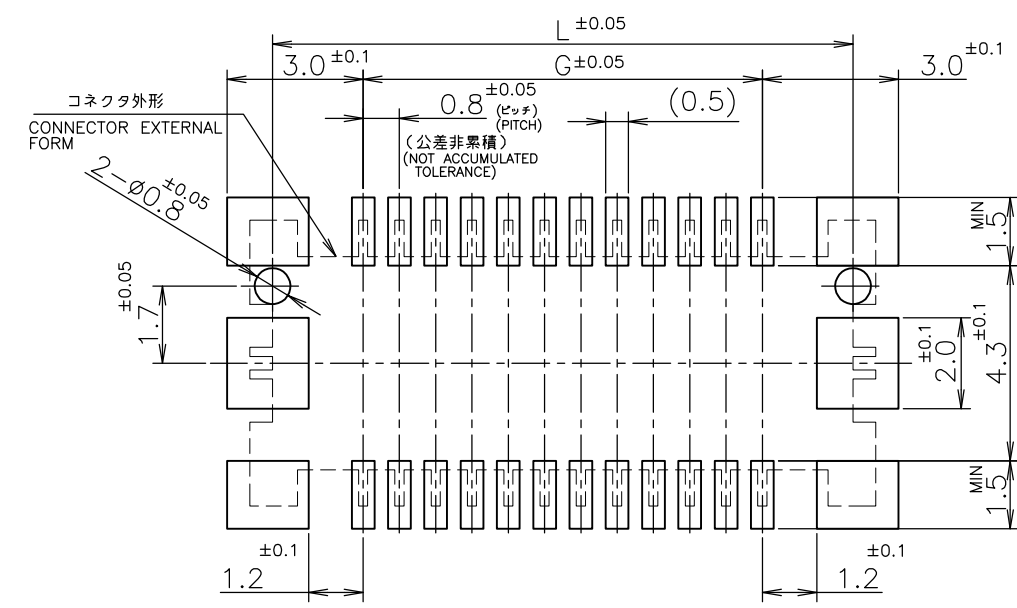 L ±0.05
3.0 ±0.1
G±0.05
3.0 ±0.1
コネクタ外形
CONNECTOR EXTERNAL
FORM
0.8 ±0.05
(ピッチ)
(PITCH)
(0.5)
(公差非累積)
(NOT ACCUMULATED
TOLERANCE)
2-ø0.8 ±0.05
MIN
1.5
1.7 ±0.05
2.0 ±0.1
4.3 ±0.1
MIN
1.5
±0.1
1.2
±0.1
1.2